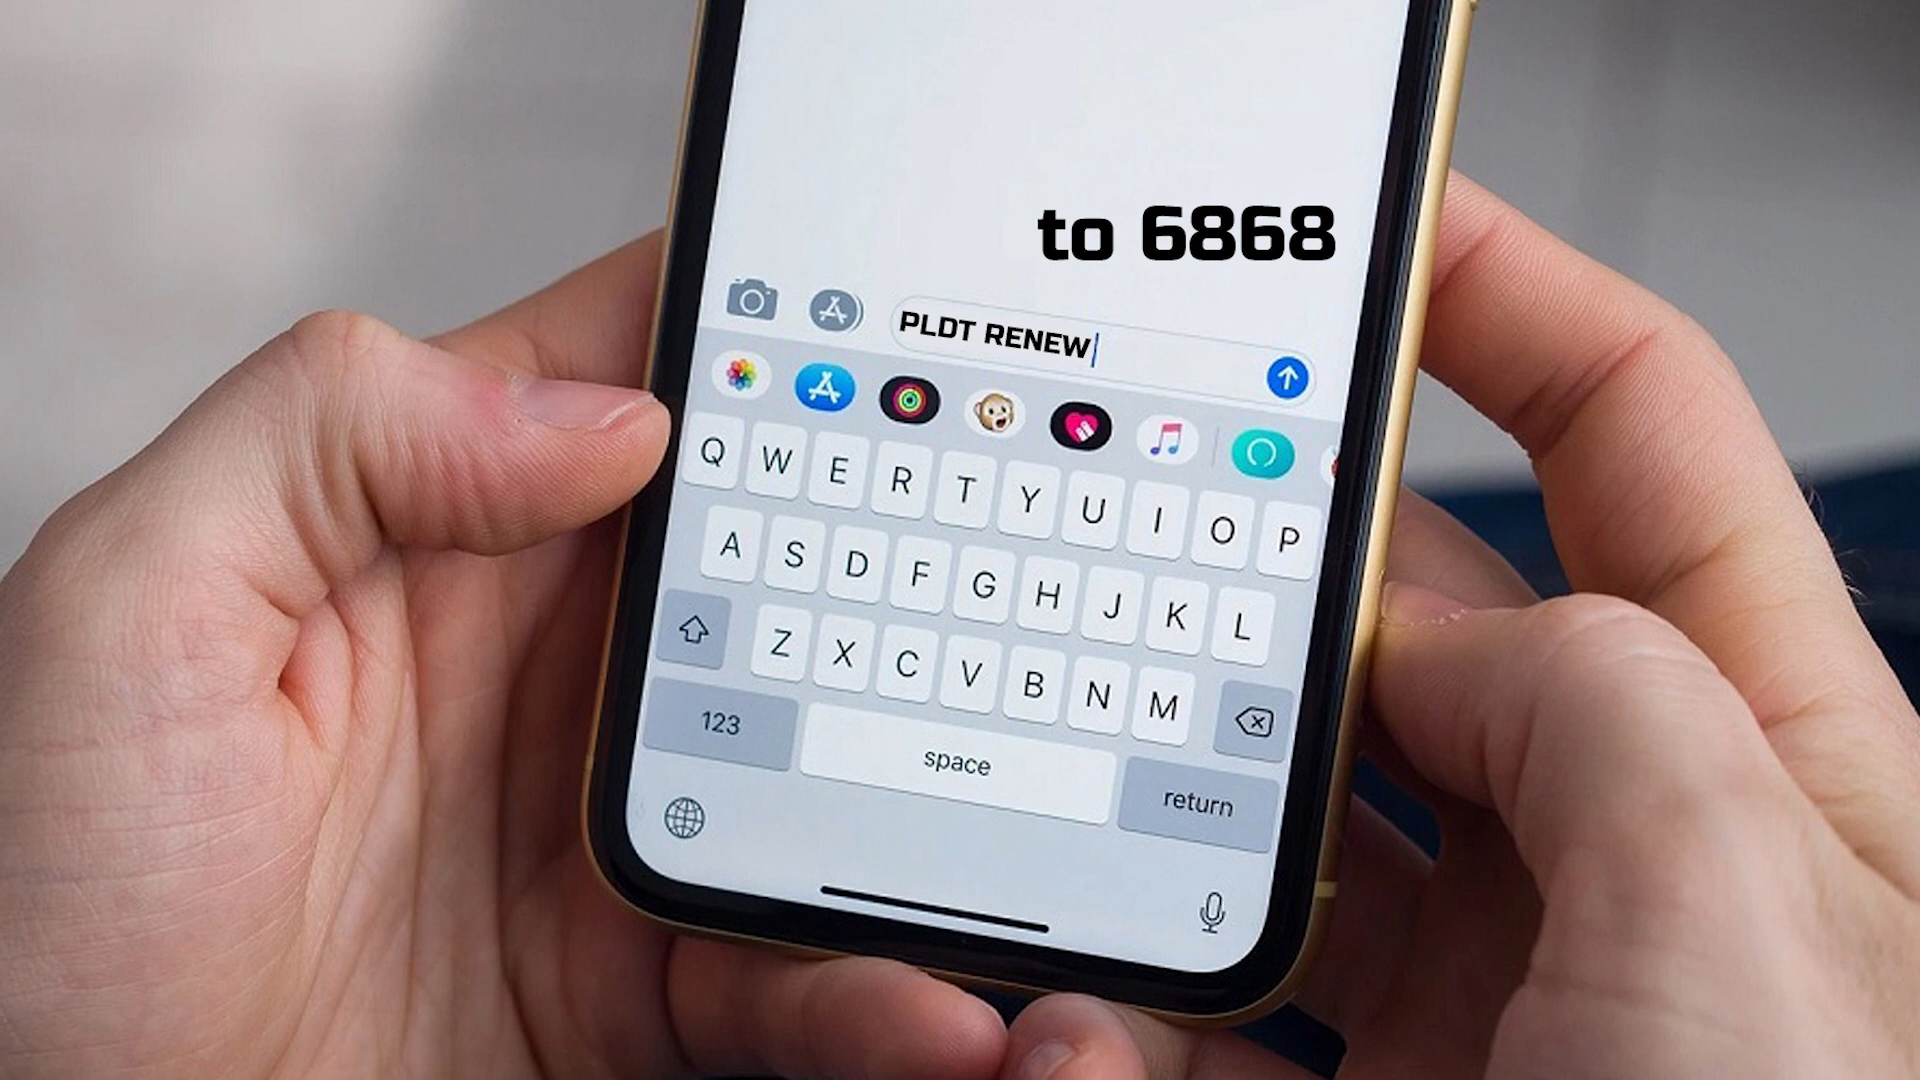 to 6868
PLDT RENEW
Q W E R T Y U I O P
A S D F G H J K L
Z X C V B N M
123 space return